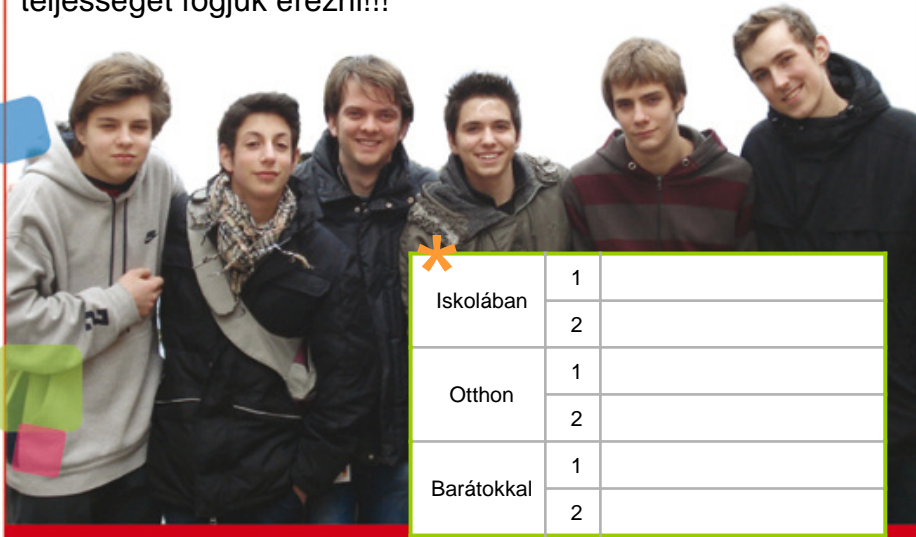 teljességet fogjuk érezni!!!
*
Iskolában
1
2
Otthon
1
2
Barátokkal
1
2